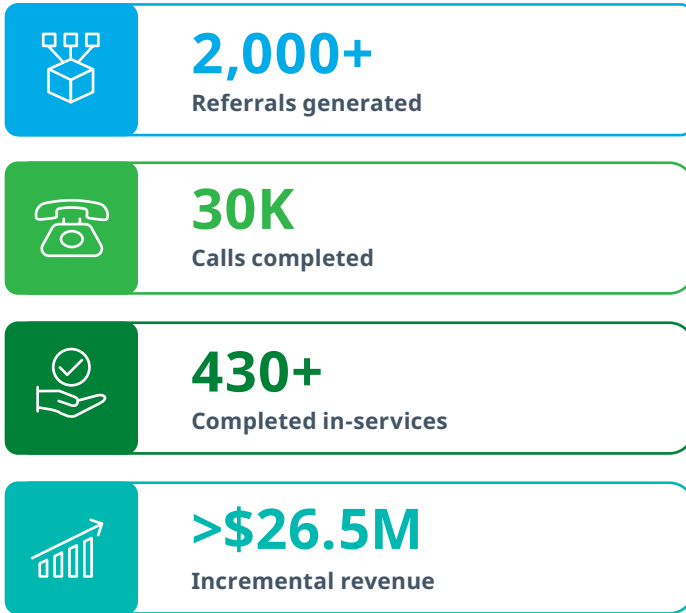 2,000+
Referrals generated
30K
Calls completed
430+
Completed in-services
>$26.5M
Incremental revenue